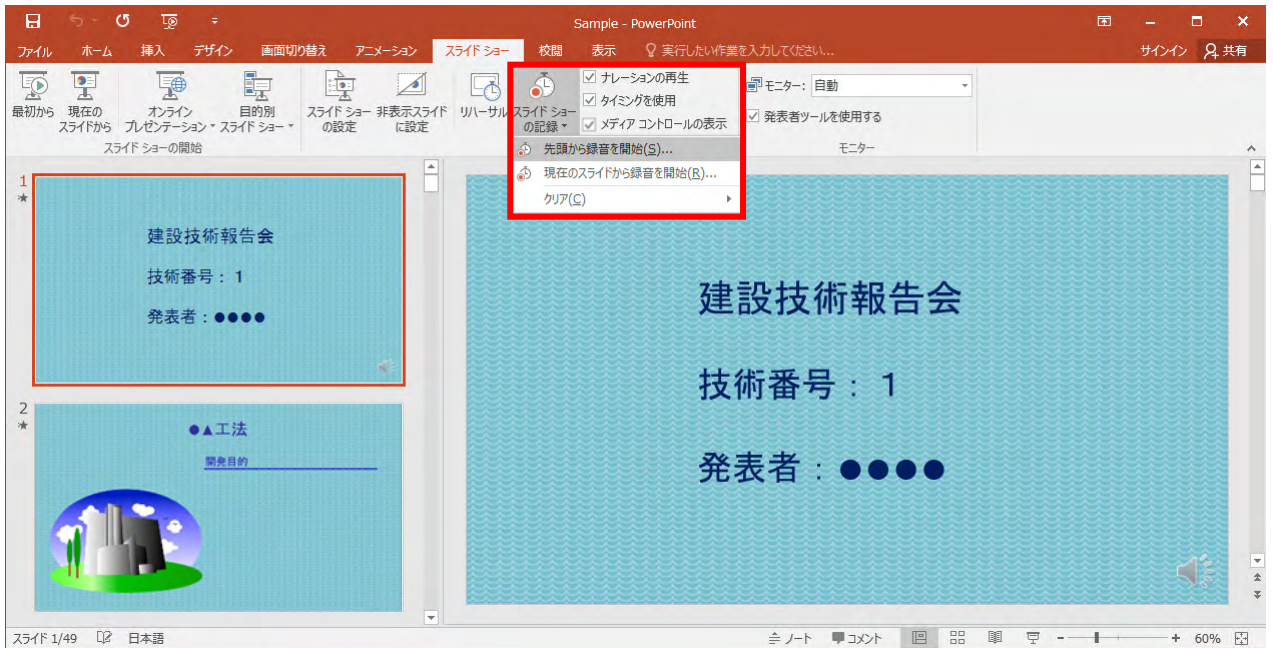 Sample - PowerPoint
ファイル ホーム 挿入 デザイン 画面切り替え アニメーション スライド ショー 校閲 表示 実行したい作業を入力してください... サインイン 共有
最初から 現在の スライドから オンライン プレゼンテーション 目的別 スライド ショー
スライド ショー の設定 非表示スライド に設定 リハーサル スライド ショー の記録
ナレーションの再生
タイミングを使用
メディア コントロールの表示
モニター: 自動
発表者ツールを使用する
スライド ショーの開始
モニター
先頭から録音を開始(S)...
現在のスライドから録音を開始(R)...
クリア(C)
1
建設技術報告会
技術番号：1
発表者：●●●●
2
●▲工法
開発目的
建設技術報告会
技術番号：1
発表者：●●●●
スライド 1/49 日本語 ノート コメント 60%